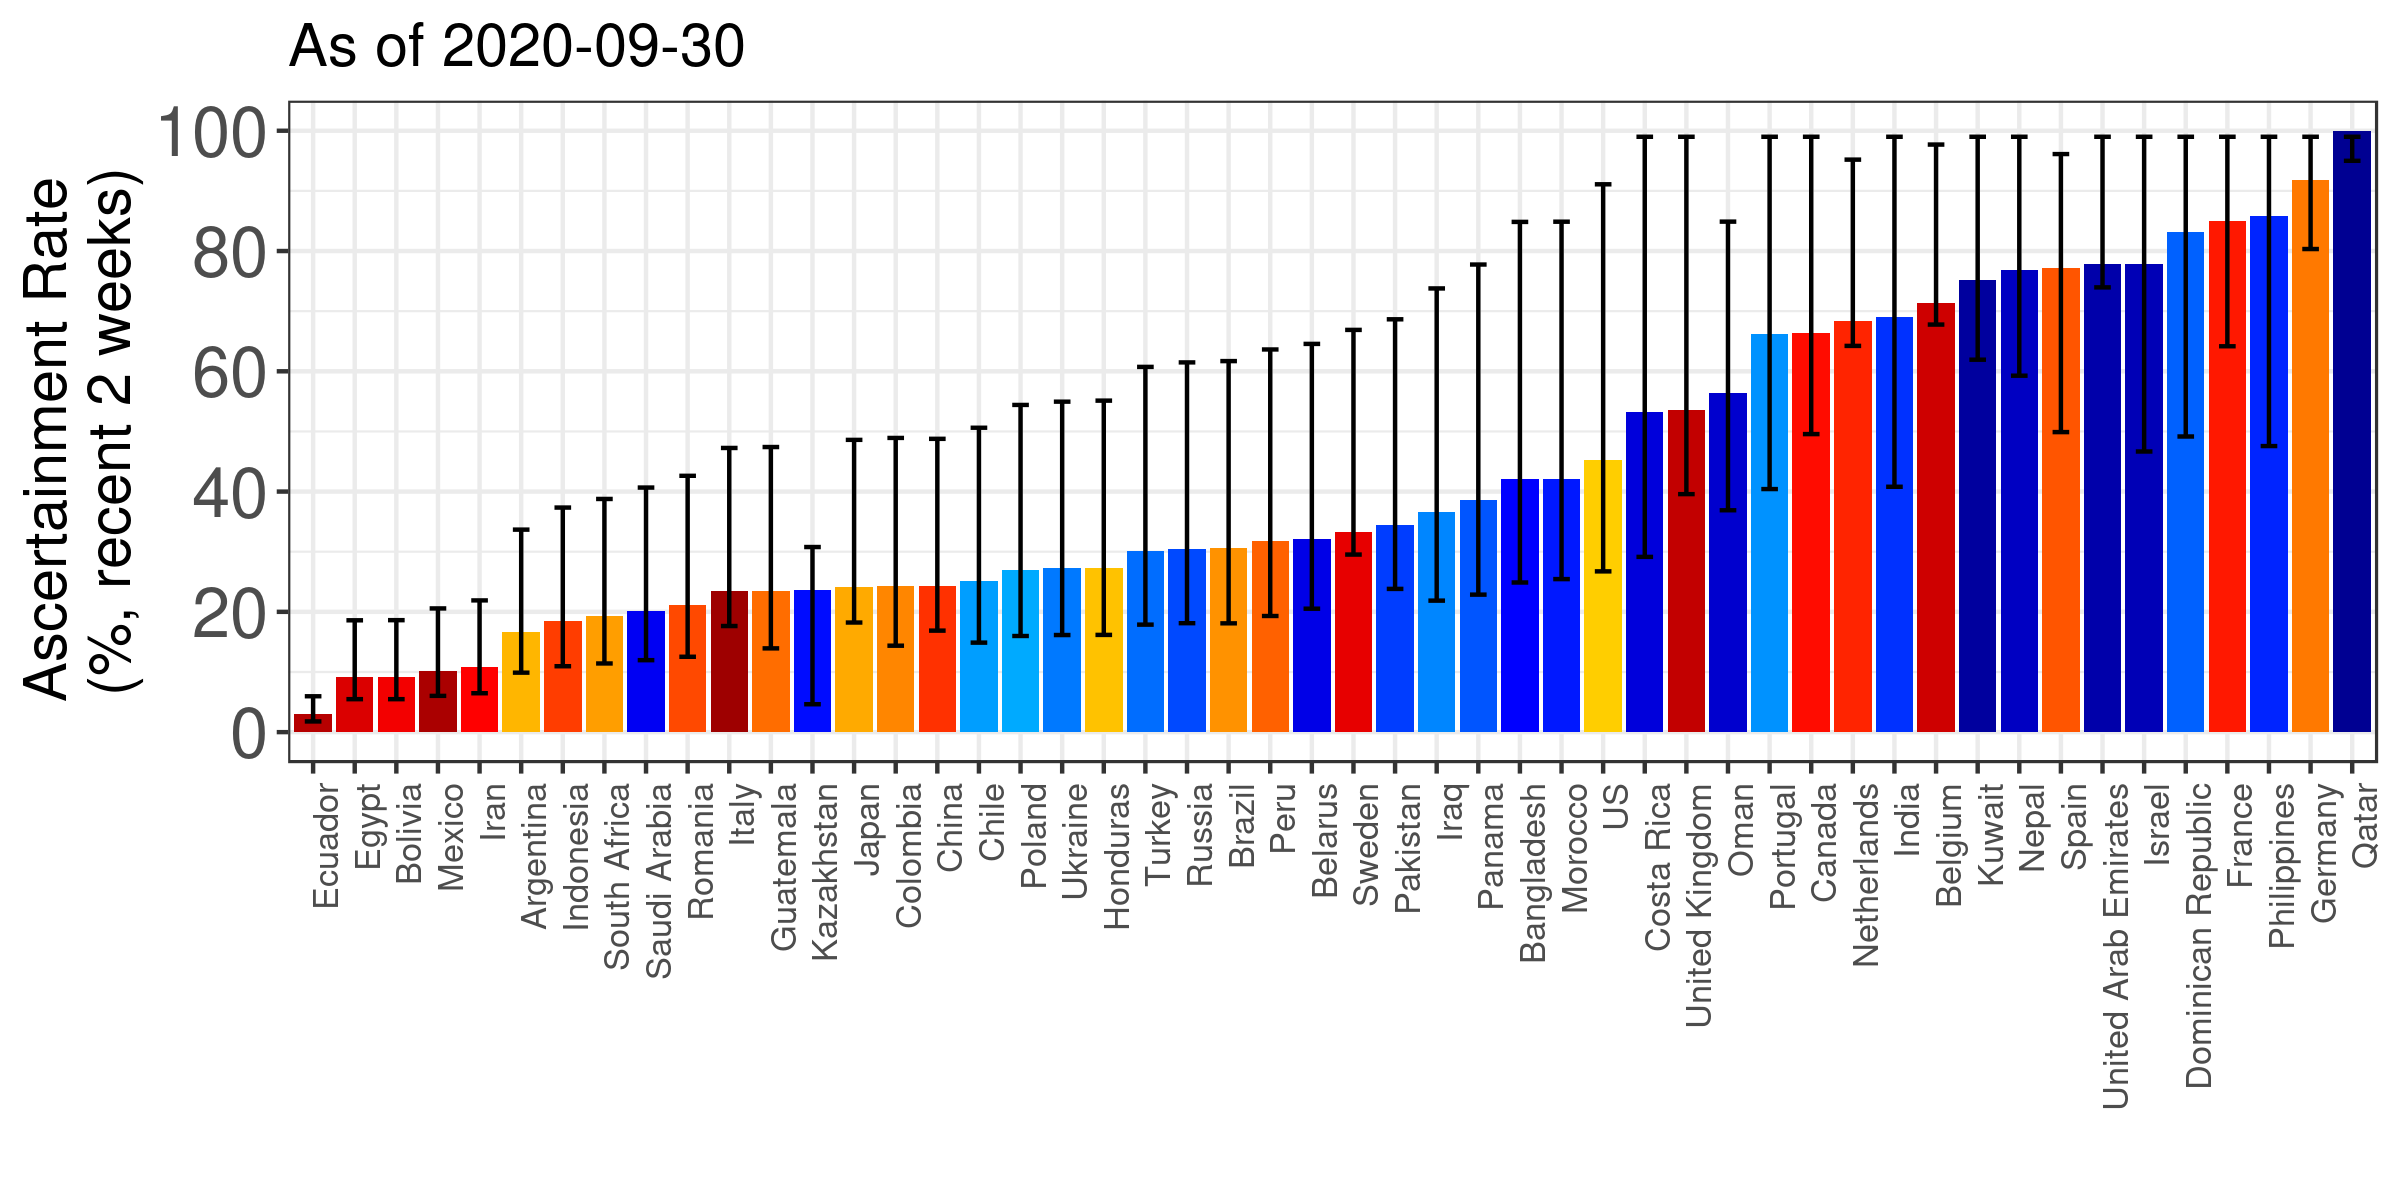 As of 2020-09-30
Ascertainment Rate
(%, recent 2 weeks)
100
80
60
40
20
0
Ecuador
Egypt
Bolivia
Mexico
Iran
Argentina
Indonesia
South Africa
Saudi Arabia
Romania
Italy
Guatemala
Kazakhstan
Japan
Colombia
China
Chile
Poland
Ukraine
Honduras
Turkey
Russia
Brazil
Peru
Belarus
Sweden
Pakistan
Iraq
Panama
Bangladesh
Morocco
US
Costa Rica
United Kingdom
Oman
Portugal
Canada
Netherlands
India
Belgium
Kuwait
Nepal
Spain
United Arab Emirates
Israel
Dominican Republic
France
Philippines
Germany
Qatar